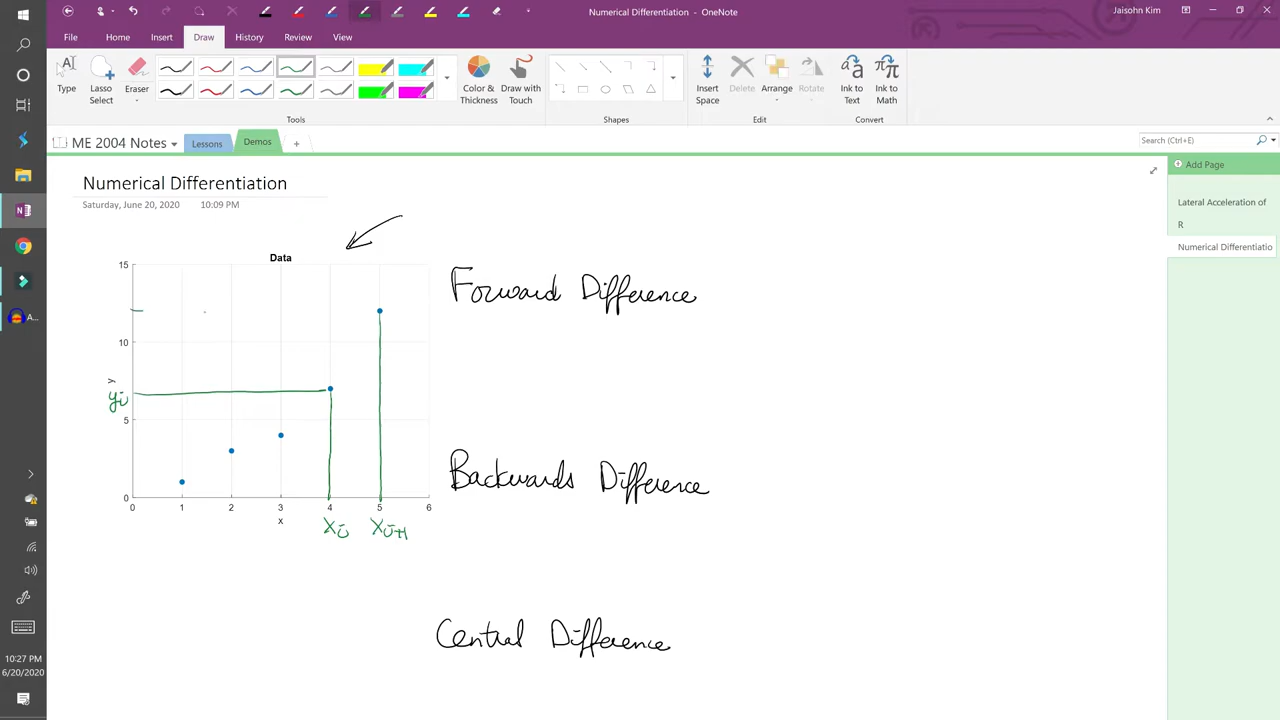 Numerical Differentiation - OneNote
Jaisohn Kim
File Home Insert Draw History Review View
Type
Lasso Select
Eraser
Color & Thickness
Draw with Touch
Insert Space
Delete
Arrange
Rotate
Ink to Text
Ink to Math
Tools
Shapes
Edit
Convert
ME 2004 Notes
Lessons
Demos
+
Search (Ctrl+E)
Add Page
Lateral Acceleration of
R
Numerical Differentiatio
Numerical Differentiation
Saturday, June 20, 2020 10:09 PM
Data
15
10
5
0
y
yi
0 1 2 3 4 5 6
x
xi xi+1
Forward Difference
Backwards Difference
Central Difference
A...
10:27 PM
6/20/2020